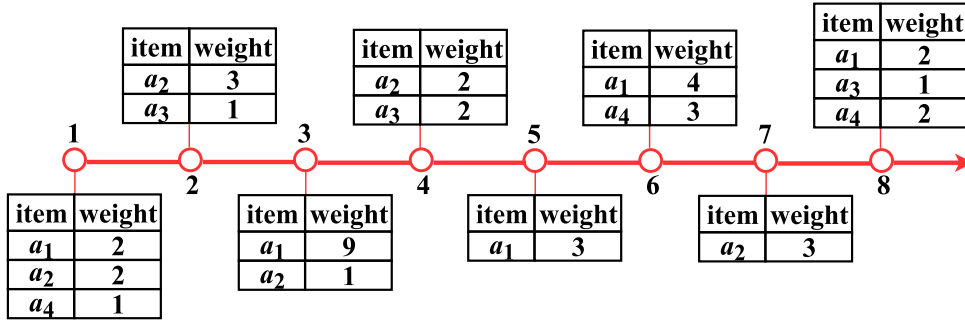 item weight
a2 3
a3 1
item weight
a2 2
a3 2
item weight
a1 4
a4 3
item weight
a1 2
a3 1
a4 2
1
2
3
4
5
6
7
8
item weight
a1 2
a2 2
a4 1
item weight
a1 9
a2 1
item weight
a1 3
item weight
a2 3